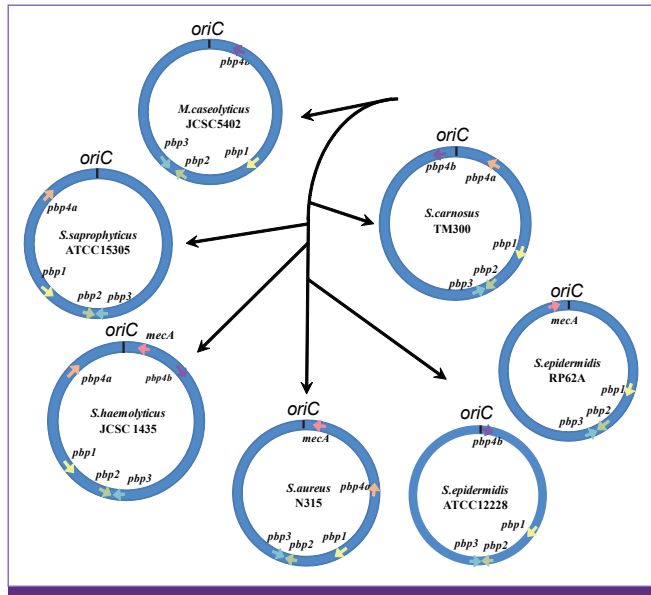 oriC
pbp4b
M.caseolyticus
JCSC5402
pbp3
pbp2
pbp1
oriC
pbp4a
S.saprophyticus
ATCC15305
pbp1
pbp2
pbp3
oriC
pbp4b
pbp4a
S.carnosus
TM300
pbp1
pbp2
pbp3
oriC
mecA
pbp4a
pbp4b
S.haemolyticus
JCSC 1435
pbp1
pbp2
pbp3
oriC
mecA
S.epidermidis
RP62A
pbp1
pbp2
pbp3
oriC
mecA
S.aureus
N315
pbp4a
pbp3
pbp2
pbp1
oriC
pbp4b
S.epidermidis
ATCC12228
pbp1
pbp3
pbp2